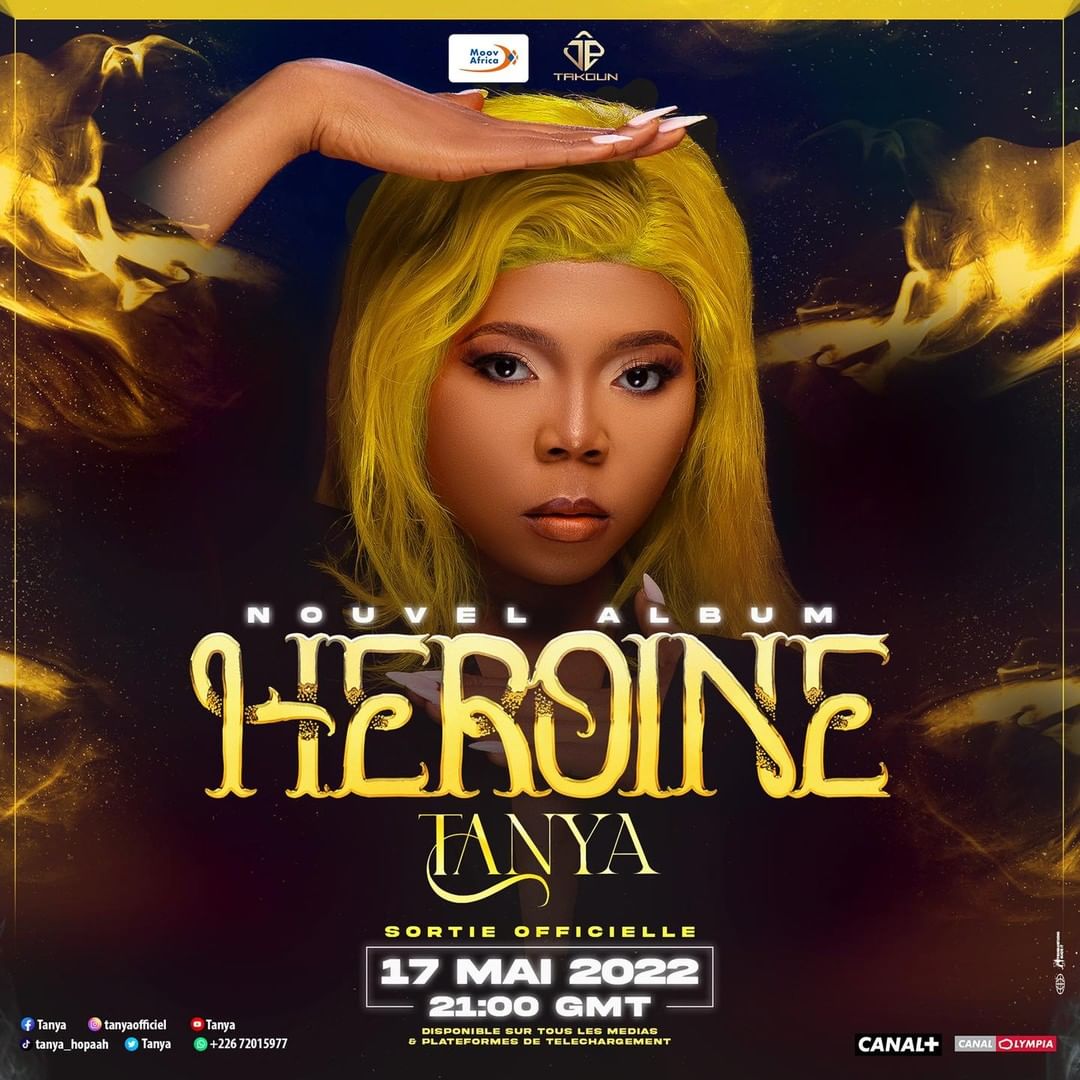 Moov
Africa
TAKOUN
NOUVEL ALBUM
HEROINE
TANYA
SORTIE OFFICIELLE
17 MAI 2022
21:00 GMT
DISPONIBLE SUR TOUS LES MEDIAS
& PLATEFORMES DE TELECHARGEMENT
Tanya tanyaofficiel Tanya
tanya_hopaah Tanya +226 72015977
CANAL+ CANAL OLYMPIA